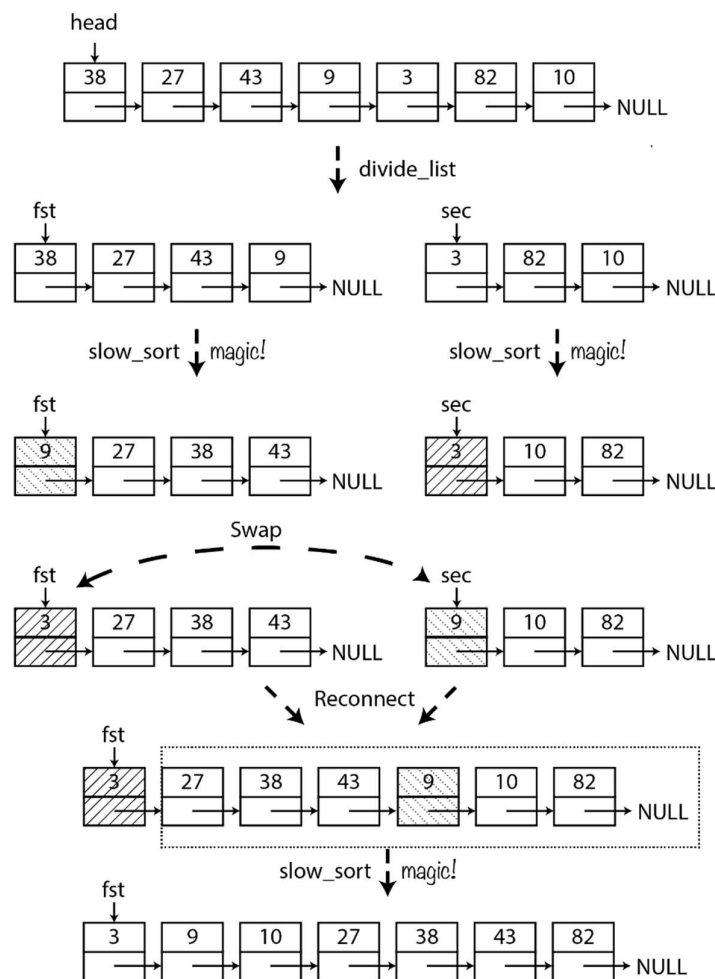 head
38 27 43 9 3 82 10
NULL
divide_list
fst sec
38 27 43 9 3 82 10
NULL NULL
slow_sort magic! slow_sort magic!
fst sec
9 27 38 43 3 10 82
NULL NULL
Swap
fst sec
3 27 38 43 9 10 82
NULL NULL
Reconnect
fst
3 27 38 43 9 10 82
NULL
slow_sort magic!
fst
3 9 10 27 38 43 82